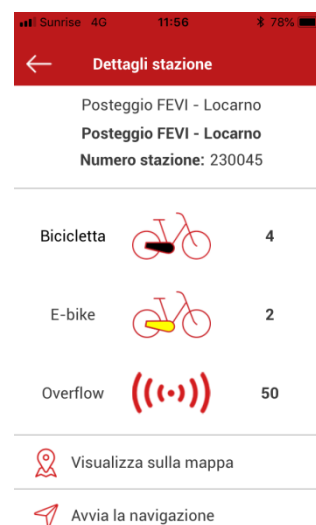 Sunrise 4G 11:56 78%
Dettagli stazione
Posteggio FEVI - Locarno
Posteggio FEVI - Locarno
Numero stazione: 230045
Bicicletta 4
E-bike 2
Overflow 50
Visualizza sulla mappa
Avvia la navigazione